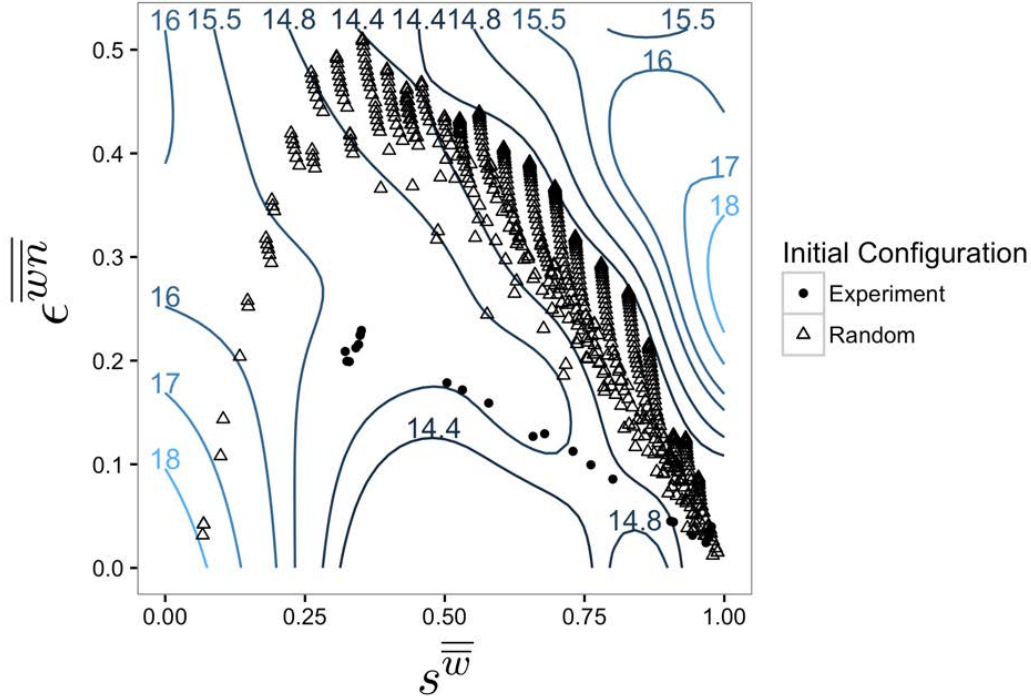 16 15.5 14.8 14.4 14.4 14.8 15.5 15.5
16
17
18
16
17
18
14.4
14.8
0.5
0.4
0.3
0.2
0.1
0.0
ϵ^wn
0.00 0.25 0.50 0.75 1.00
s^w
Initial Configuration
Experiment
Random